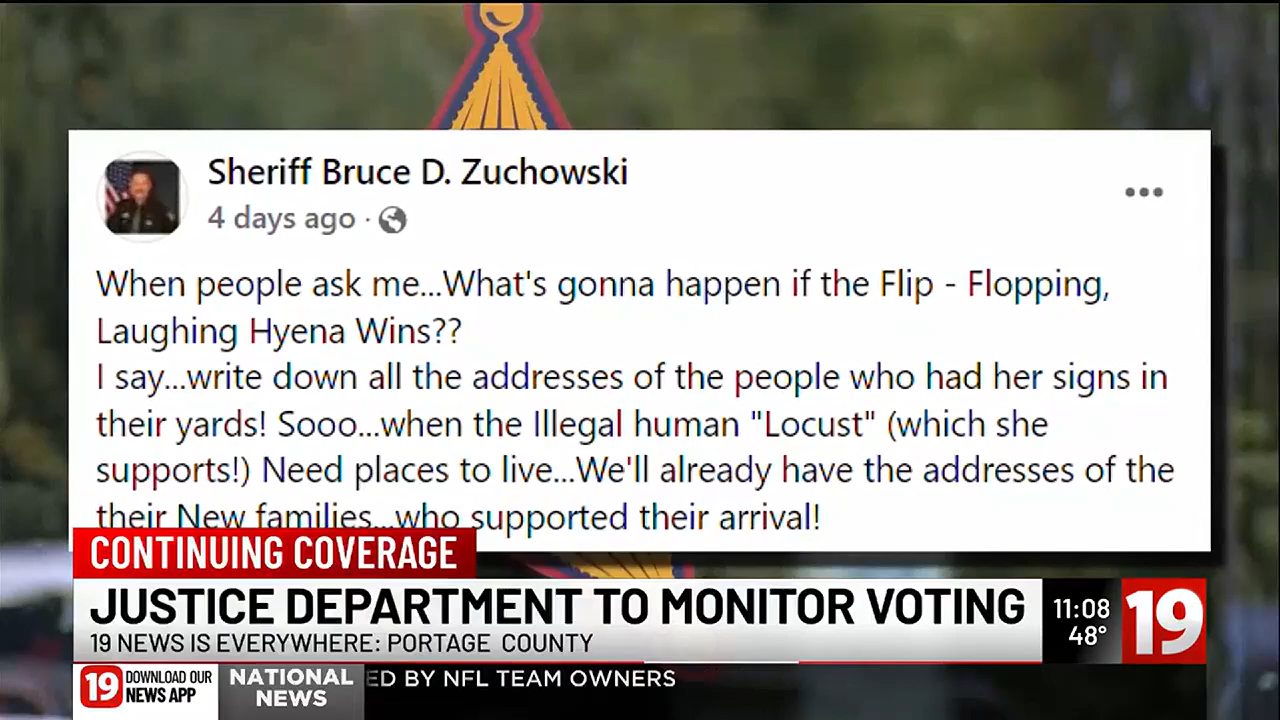 Sheriff Bruce D. Zuchowski
4 days ago ·
When people ask me...What's gonna happen if the Flip - Flopping,
Laughing Hyena Wins??
I say...write down all the addresses of the people who had her signs in
their yards! Sooo...when the Illegal human "Locust" (which she
supports!) Need places to live...We'll already have the addresses of the
their New families...who supported their arrival!
CONTINUING COVERAGE
JUSTICE DEPARTMENT TO MONITOR VOTING
19 NEWS IS EVERYWHERE: PORTAGE COUNTY
11:08
48°
19
19
DOWNLOAD OUR
NEWS APP
NATIONAL
NEWS
ED BY NFL TEAM OWNERS